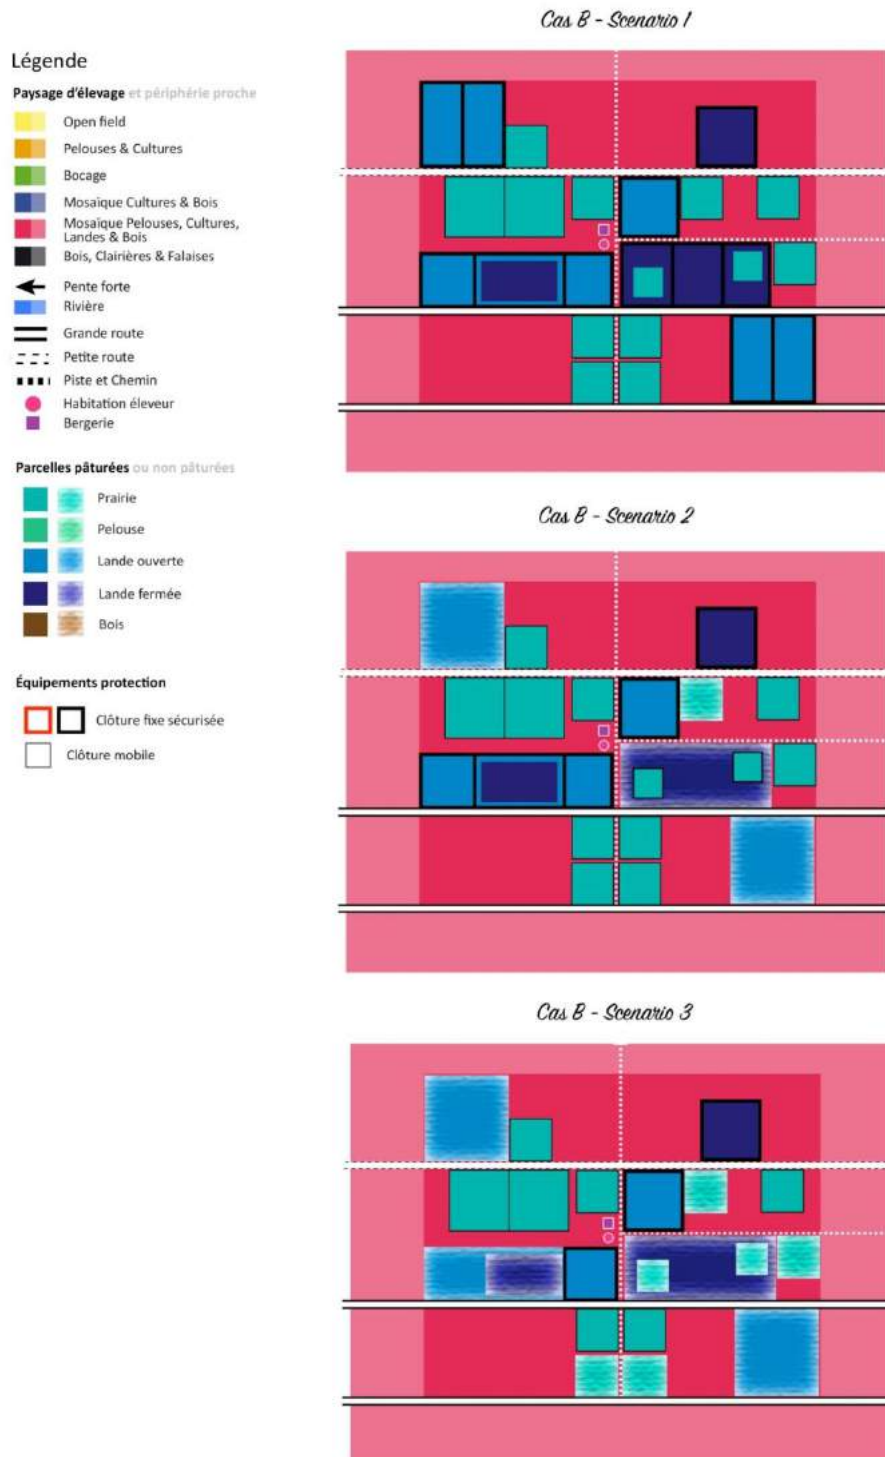 Cas B - Scenario 1
Légende
Paysage d'élevage et périphérie proche
Open field
Pelouses & Cultures
Bocage
Mosaïque Cultures & Bois
Mosaïque Pelouses, Cultures,
Landes & Bois
Bois, Clairières & Falaises
Pente forte
Rivière
Grande route
Petite route
Piste et Chemin
Habitation éleveur
Bergerie
Parcelles pâturées ou non pâturées
Prairie
Pelouse
Lande ouverte
Lande fermée
Bois
Équipements protection
Clôture fixe sécurisée
Clôture mobile
Cas B - Scenario 2
Cas B - Scenario 3